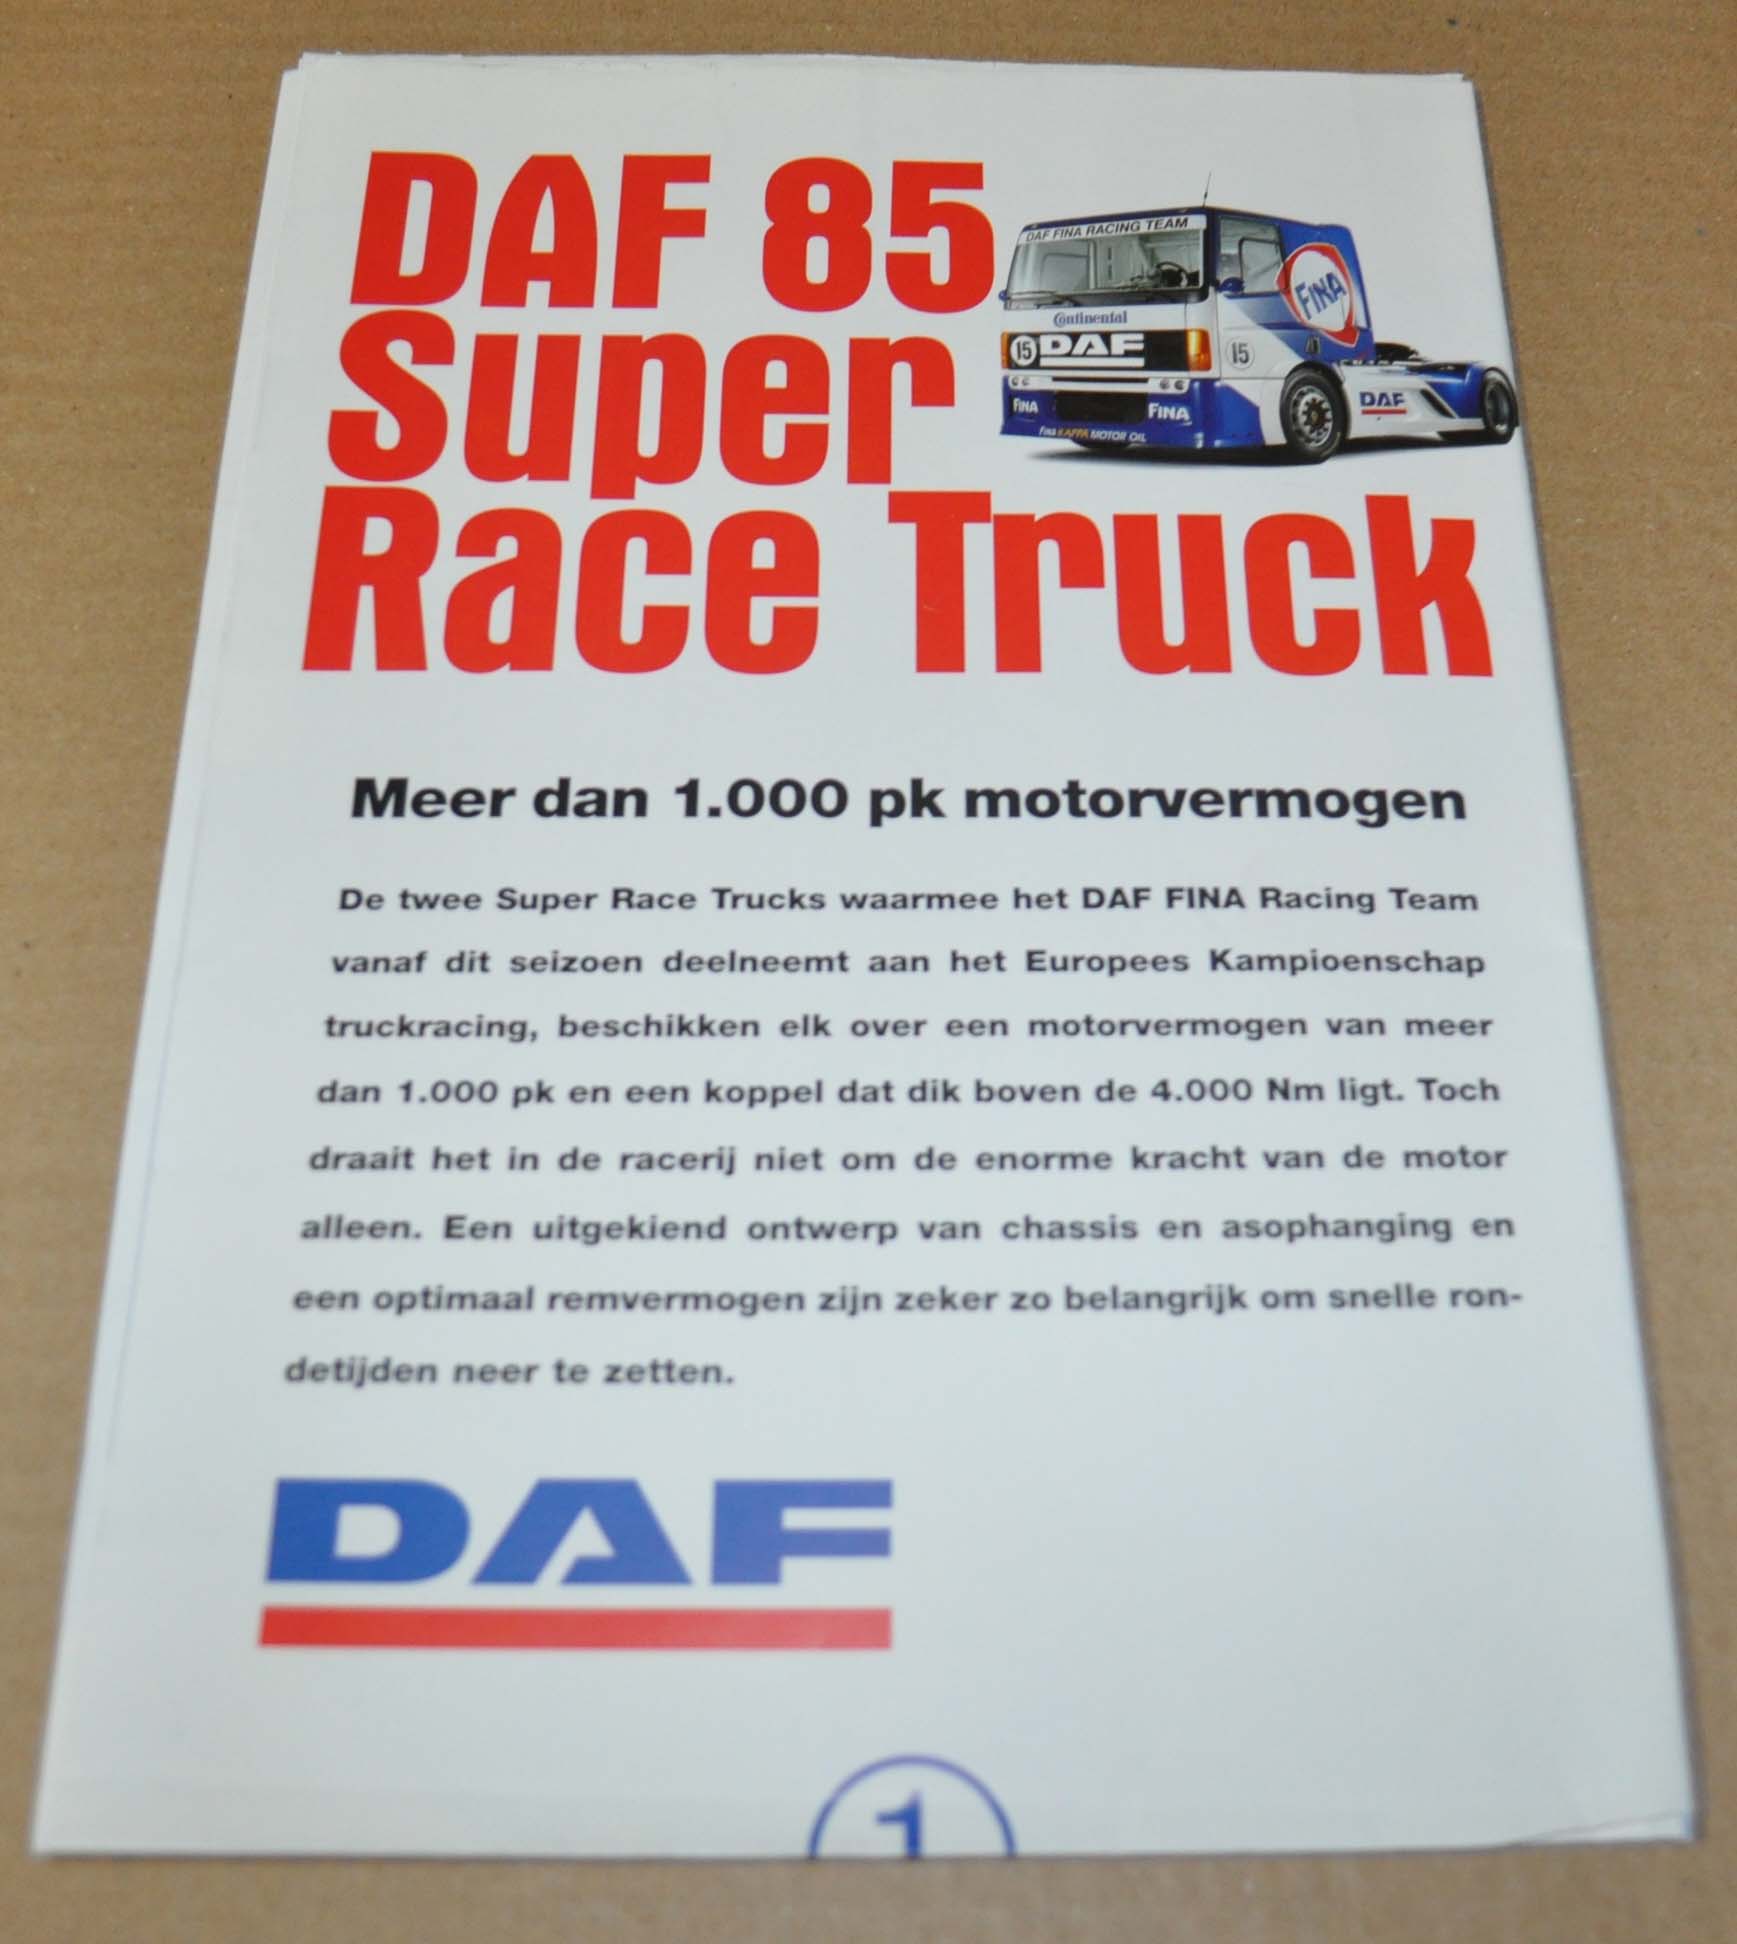 DAF 85
Super
Race Truck
DAF FINA RACING TEAM
FINA
Continental
15 DAF
15
FINA
FINA
DAF
FINA KAPPA MOTOR OIL
Meer dan 1.000 pk motorvermogen
De twee Super Race Trucks waarmee het DAF FINA Racing Team
vanaf dit seizoen deelneemt aan het Europees Kampioenschap
truckracing, beschikken elk over een motorvermogen van meer
dan 1.000 pk en een koppel dat dik boven de 4.000 Nm ligt. Toch
draait het in de racerij niet om de enorme kracht van de motor
alleen. Een uitgekiend ontwerp van chassis en asophanging en
een optimaal remvermogen zijn zeker zo belangrijk om snelle ron-
detijden neer te zetten.
DAF
1